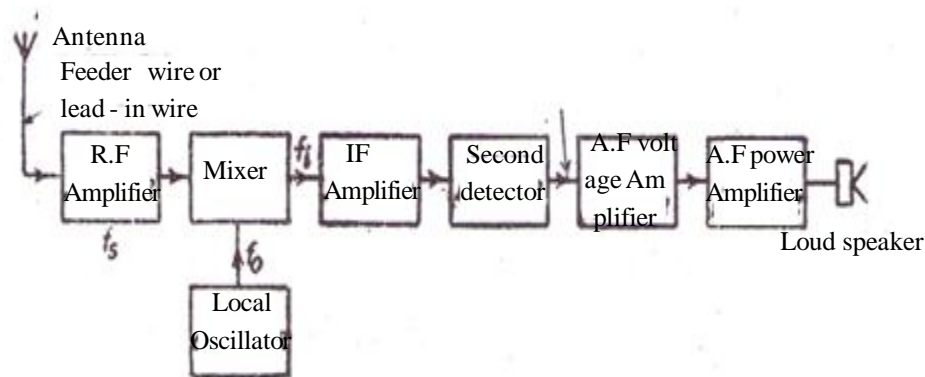 Antenna
Feeder wire or
lead - in wire
R.F
Amplifier
fs
Mixer
fi
IF
Amplifier
Second
detector
A.F volt
age Am
plifier
A.F power
Amplifier
Loud speaker
fo
Local
Oscillator